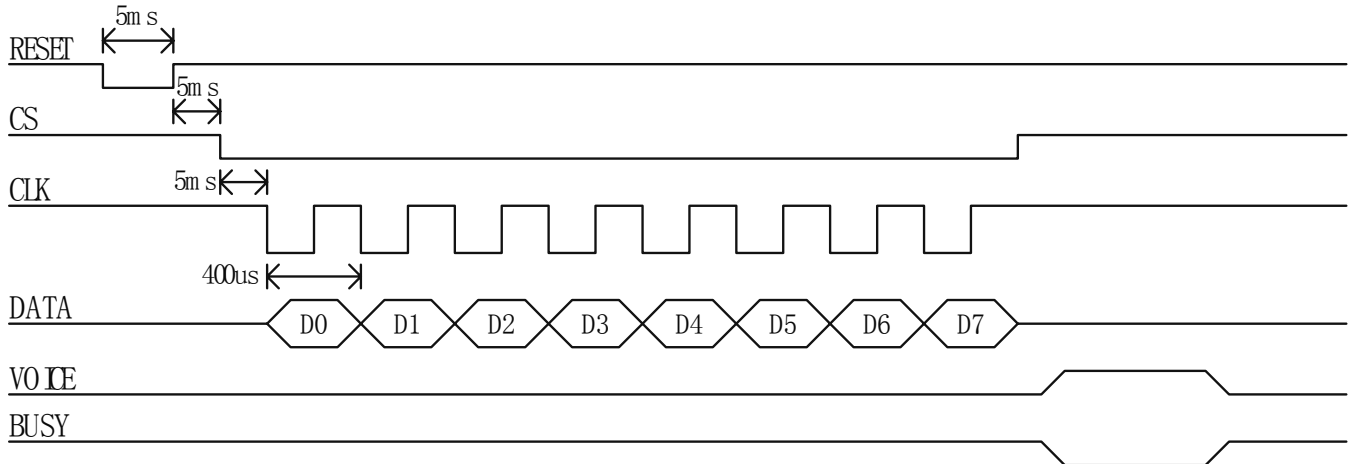 5ms
RESET
5ms
CS
5ms
CLK
400us
DATA
D0 D1 D2 D3 D4 D5 D6 D7
VOICE
BUSY